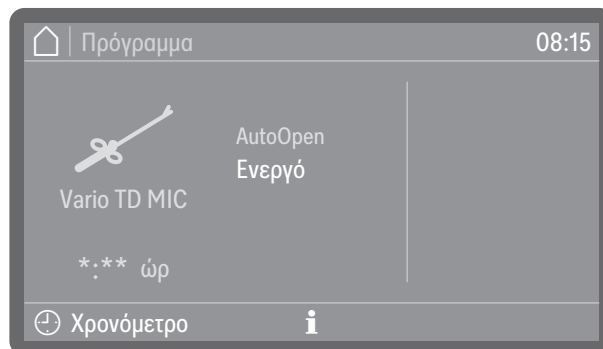 Πρόγραμμα 08:15
AutoOpen
Ενεργό
Vario TD MIC
*:** ώρ
Χρονόμετρο i